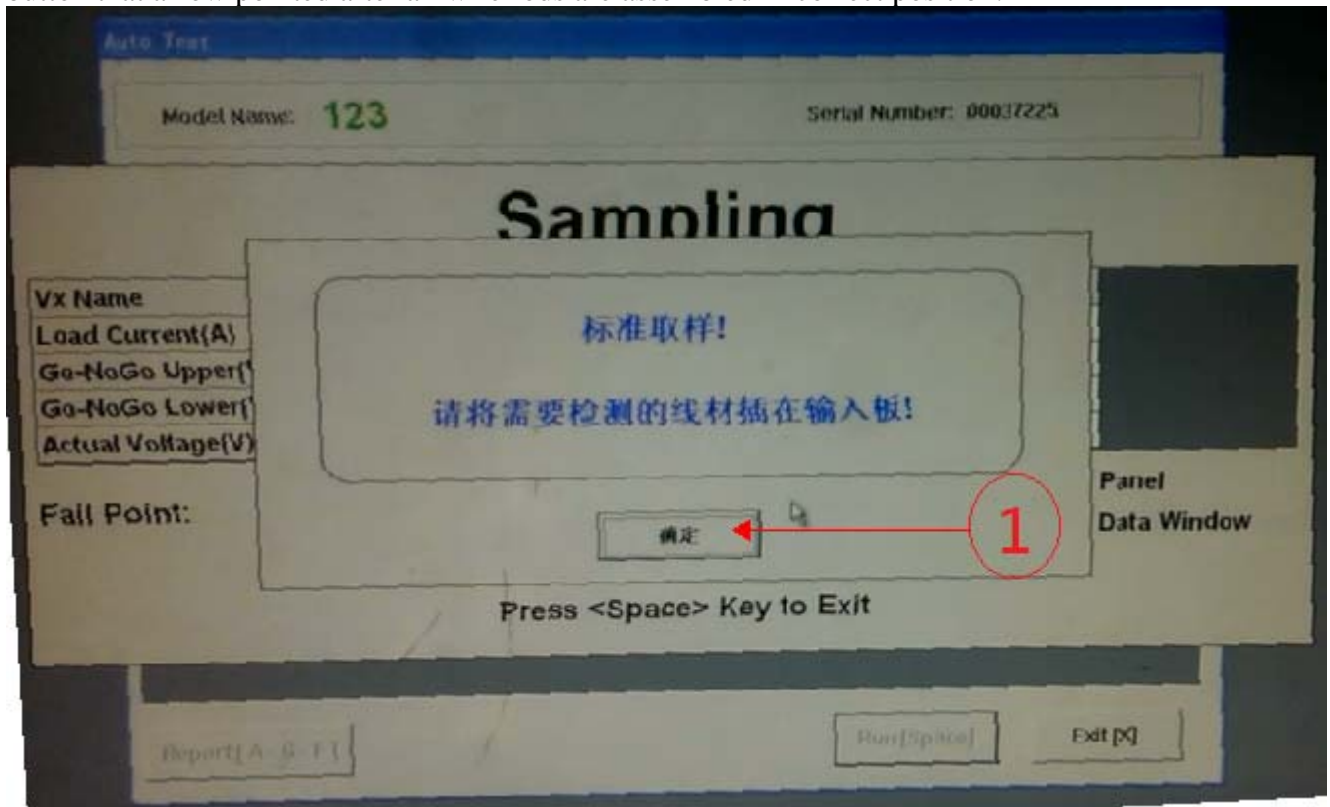 Auto Test
Model Name: 123
Serial Number: 00037225
Sampling
Vx Name
Load Current(A)
Go-NoGo Upper(
Go-NoGo Lower(
Actual Voltage(V)
标准取样!
请将需要检测的线材插在输入板!
确定
1
Panel
Data Window
Fail Point:
Press <Space> Key to Exit
Run[Space]
Exit [X]